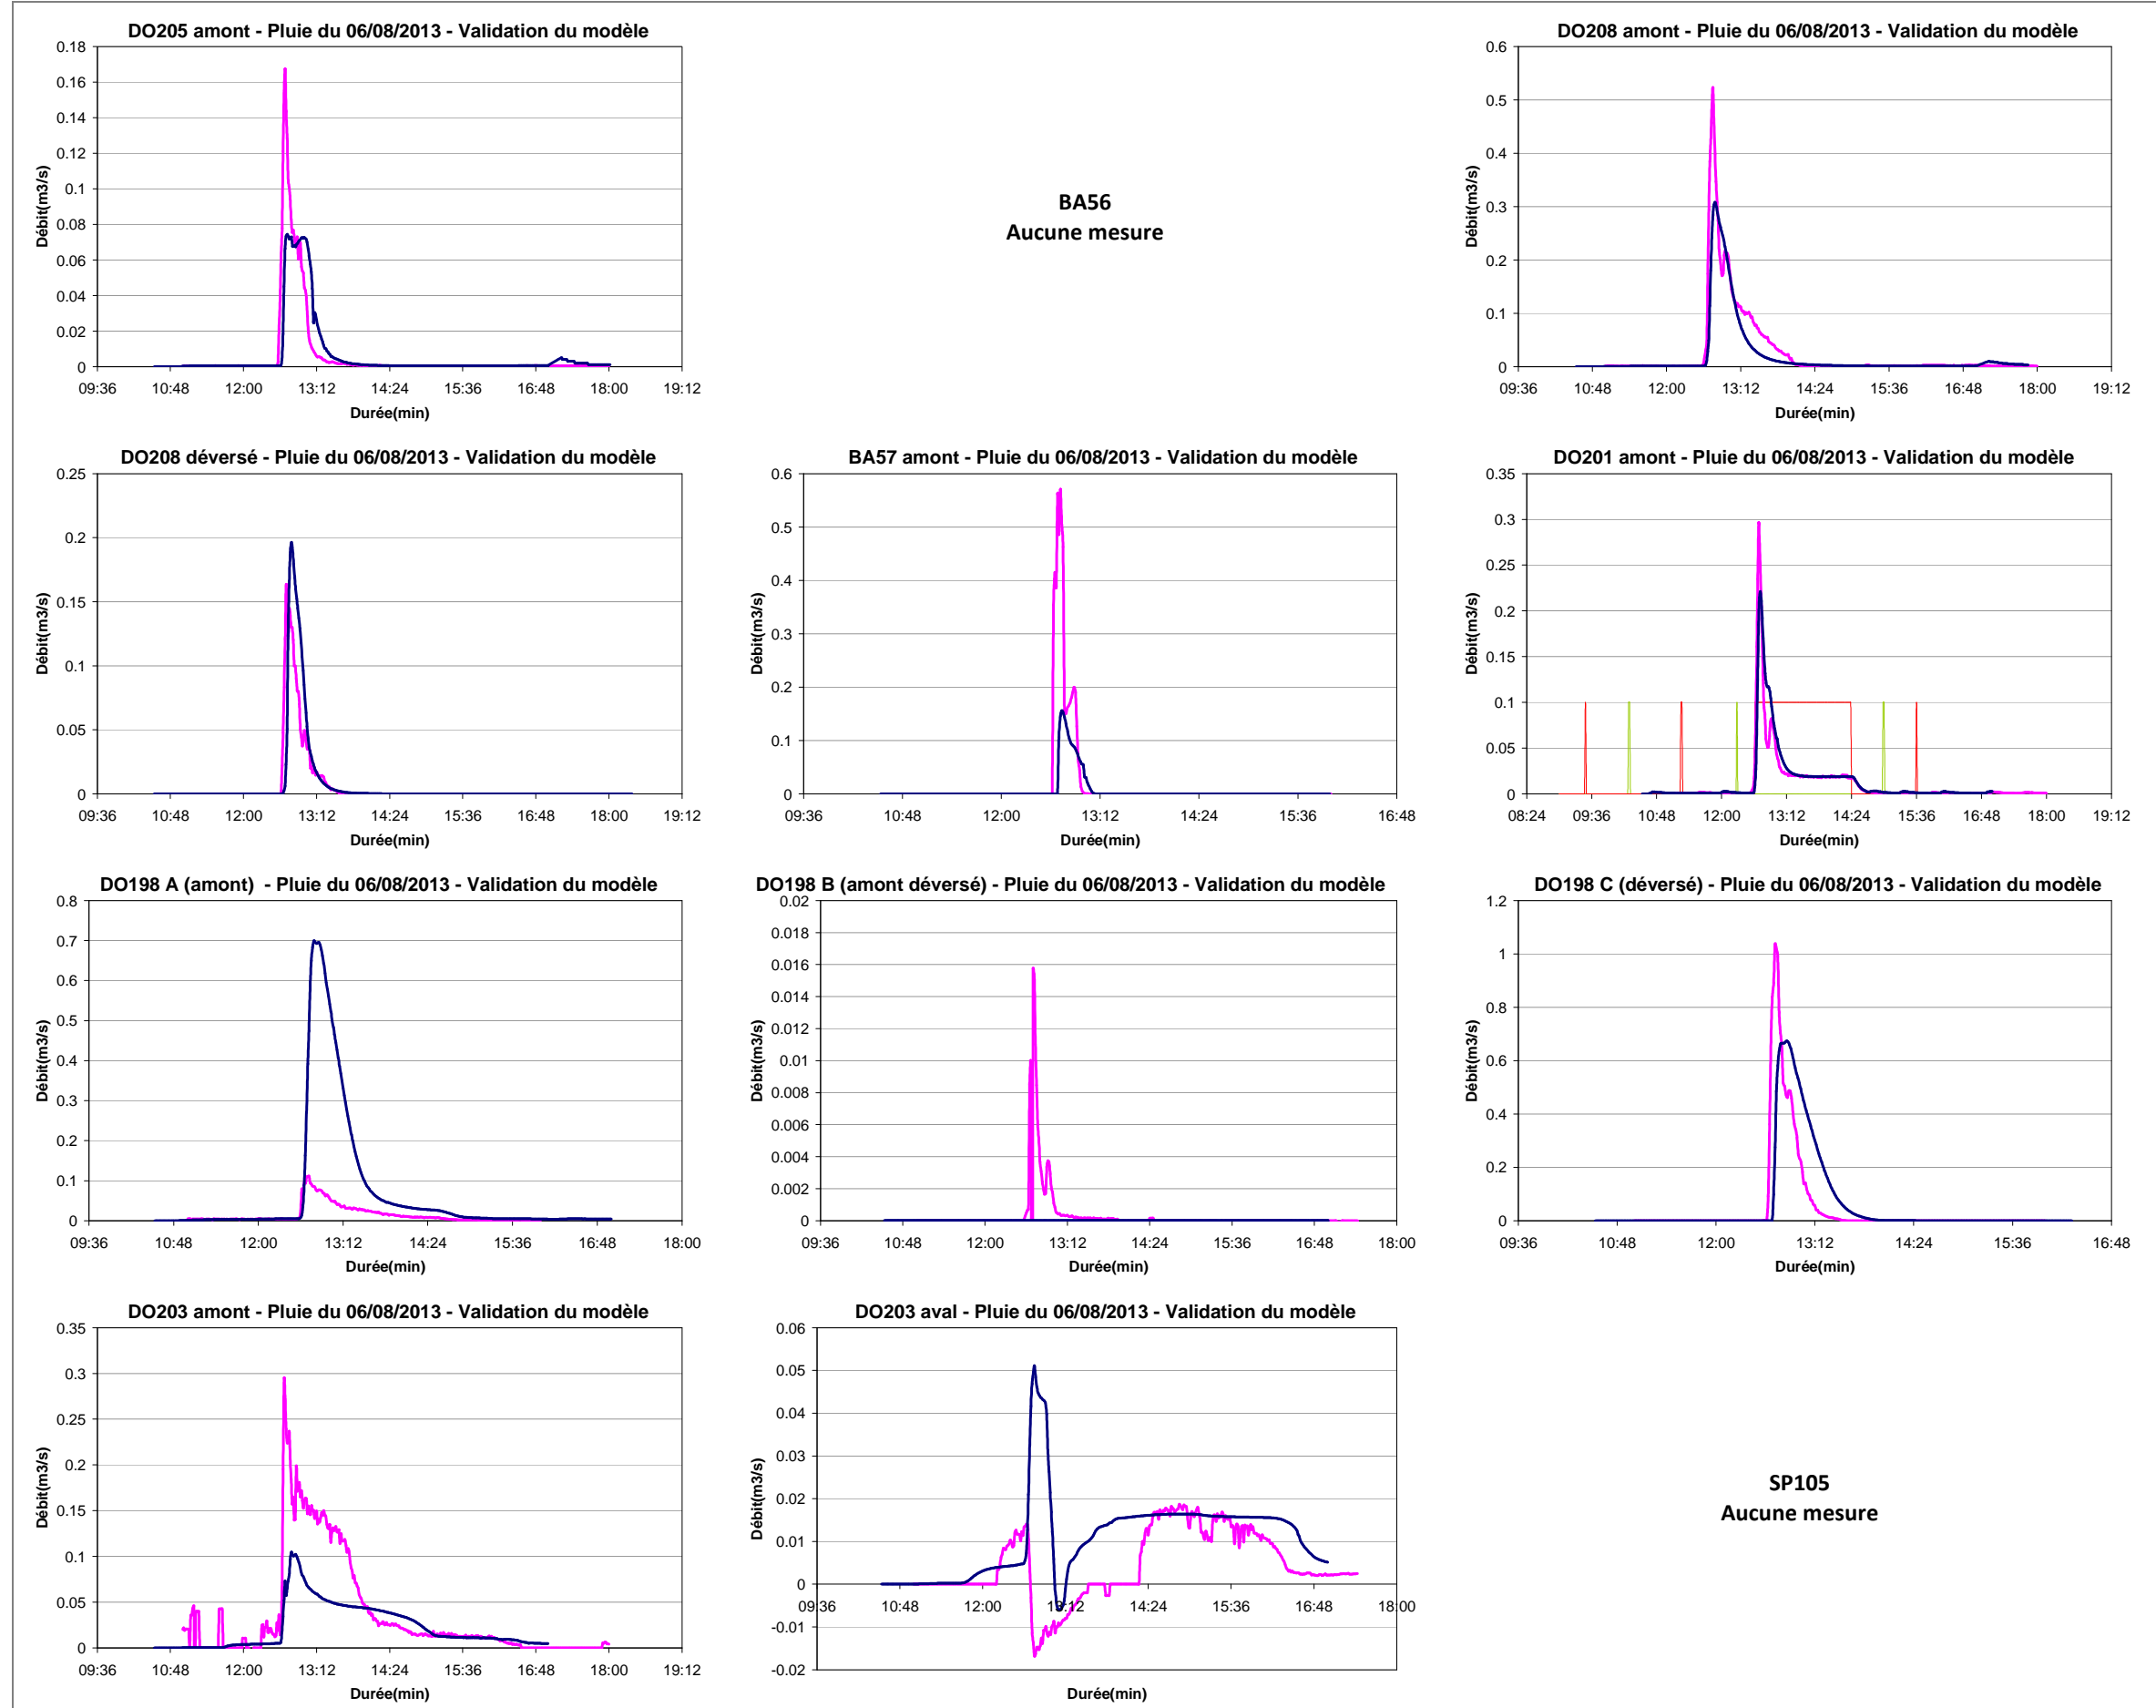 DO205 amont - Pluie du 06/08/2013 - Validation du modèle
0.18
0.16
0.14
0.12
0.1
0.08
0.06
0.04
0.02
0
Débit(m3/s)
09:36 10:48 12:00 13:12 14:24 15:36 16:48 18:00 19:12
Durée(min)
BA56
Aucune mesure
DO208 amont - Pluie du 06/08/2013 - Validation du modèle
0.6
0.5
0.4
0.3
0.2
0.1
0
Débit(m3/s)
09:36 10:48 12:00 13:12 14:24 15:36 16:48 18:00 19:12
Durée(min)
DO208 déversé - Pluie du 06/08/2013 - Validation du modèle
0.25
0.2
0.15
0.1
0.05
0
Débit(m3/s)
09:36 10:48 12:00 13:12 14:24 15:36 16:48 18:00 19:12
Durée(min)
BA57 amont - Pluie du 06/08/2013 - Validation du modèle
0.6
0.5
0.4
0.3
0.2
0.1
0
Débit(m3/s)
09:36 10:48 12:00 13:12 14:24 15:36 16:48
Durée(min)
DO201 amont - Pluie du 06/08/2013 - Validation du modèle
0.35
0.3
0.25
0.2
0.15
0.1
0.05
0
Débit(m3/s)
08:24 09:36 10:48 12:00 13:12 14:24 15:36 16:48 18:00 19:12
Durée(min)
DO198 A (amont) - Pluie du 06/08/2013 - Validation du modèle
0.8
0.7
0.6
0.5
0.4
0.3
0.2
0.1
0
Débit(m3/s)
09:36 10:48 12:00 13:12 14:24 15:36 16:48 18:00
Durée(min)
DO198 B (amont déversé) - Pluie du 06/08/2013 - Validation du modèle
0.02
0.018
0.016
0.014
0.012
0.01
0.008
0.006
0.004
0.002
0
Débit(m3/s)
09:36 10:48 12:00 13:12 14:24 15:36 16:48 18:00
Durée(min)
DO198 C (déversé) - Pluie du 06/08/2013 - Validation du modèle
1.2
1
0.8
0.6
0.4
0.2
0
Débit(m3/s)
09:36 10:48 12:00 13:12 14:24 15:36 16:48
Durée(min)
DO203 amont - Pluie du 06/08/2013 - Validation du modèle
0.35
0.3
0.25
0.2
0.15
0.1
0.05
0
Débit(m3/s)
09:36 10:48 12:00 13:12 14:24 15:36 16:48 18:00 19:12
Durée(min)
DO203 aval - Pluie du 06/08/2013 - Validation du modèle
0.06
0.05
0.04
0.03
0.02
0.01
0
-0.01
-0.02
Débit(m3/s)
09:36 10:48 12:00 13:12 14:24 15:36 16:48 18:00
Durée(min)
SP105
Aucune mesure